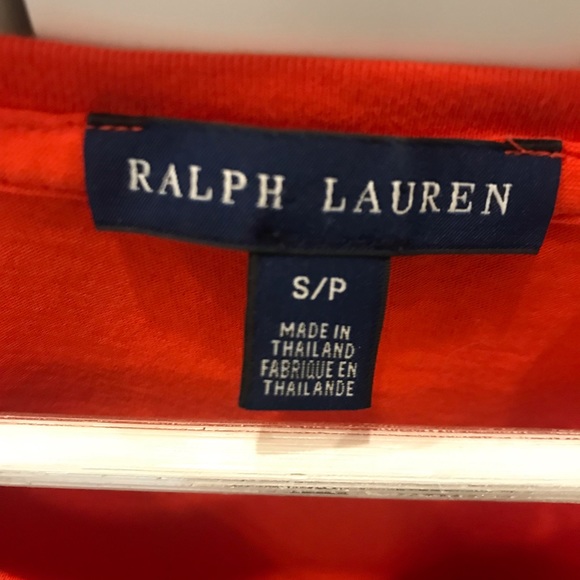 RALPH LAUREN
S/P
MADE IN
THAILAND
FABRIQUE EN
THAILANDE